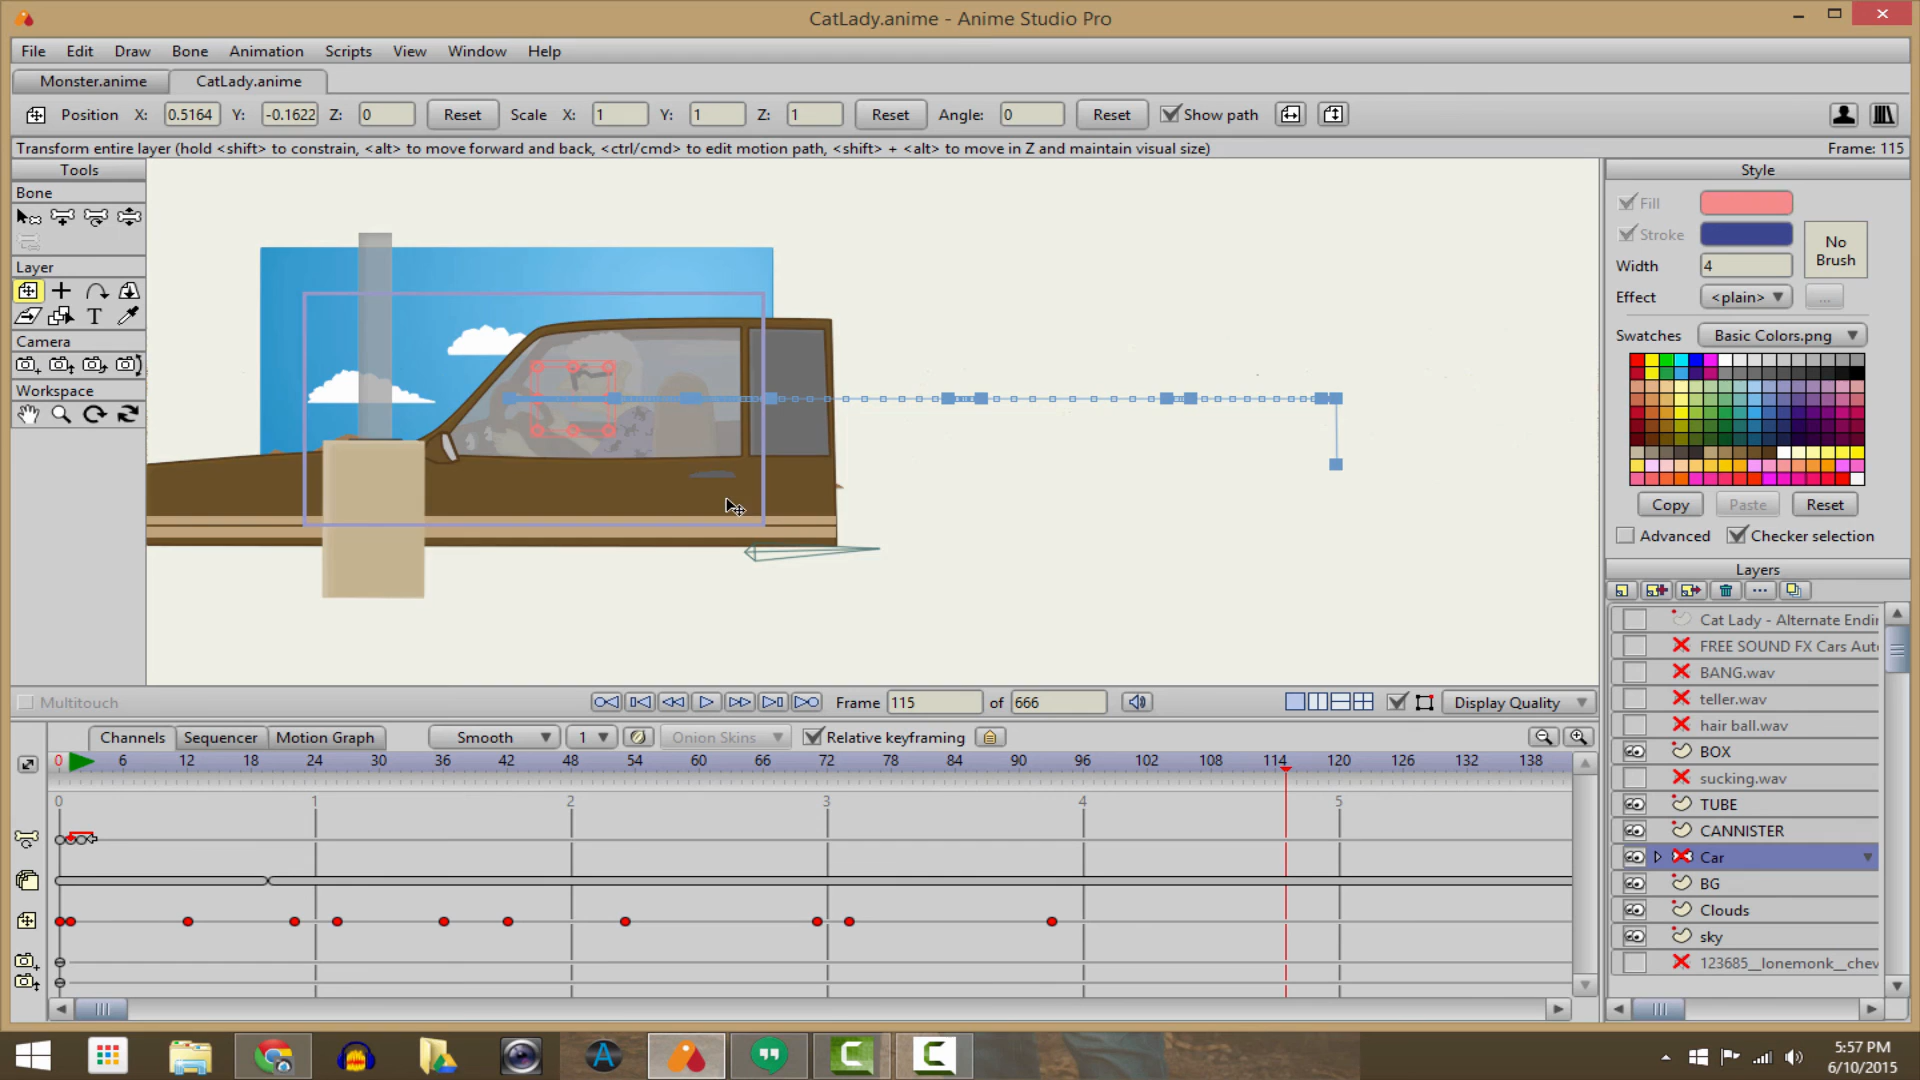 CatLady.anime - Anime Studio Pro
File Edit Draw Bone Animation Scripts View Window Help
Monster.anime CatLady.anime
Position X: 0.5164 Y: -0.1622 Z: 0 Reset Scale X: 1 Y: 1 Z: 1 Reset Angle: 0 Reset Show path
Transform entire layer (hold <shift> to constrain, <alt> to move forward and back, <ctrl/cmd> to edit motion path, <shift> + <alt> to move in Z and maintain visual size) Frame: 115
Tools
Bone
Layer
T
Camera
Workspace
Style
Fill
Stroke
No Brush
Width 4
Effect <plain> ...
Swatches Basic Colors.png
Copy Paste Reset
Advanced Checker selection
Layers
Cat Lady - Alternate Endir
FREE SOUND FX Cars Aut
BANG.wav
teller.wav
hair ball.wav
BOX
sucking.wav
TUBE
CANNISTER
Car
BG
Clouds
sky
123685__lonemonk__chev
Multitouch Frame 115 of 666 Display Quality
Channels Sequencer Motion Graph Smooth 1 Onion Skins Relative keyframing
0 6 12 18 24 30 36 42 48 54 60 66 72 78 84 90 96 102 108 114 120 126 132 138
0 1 2 3 4 5
5:57 PM
6/10/2015